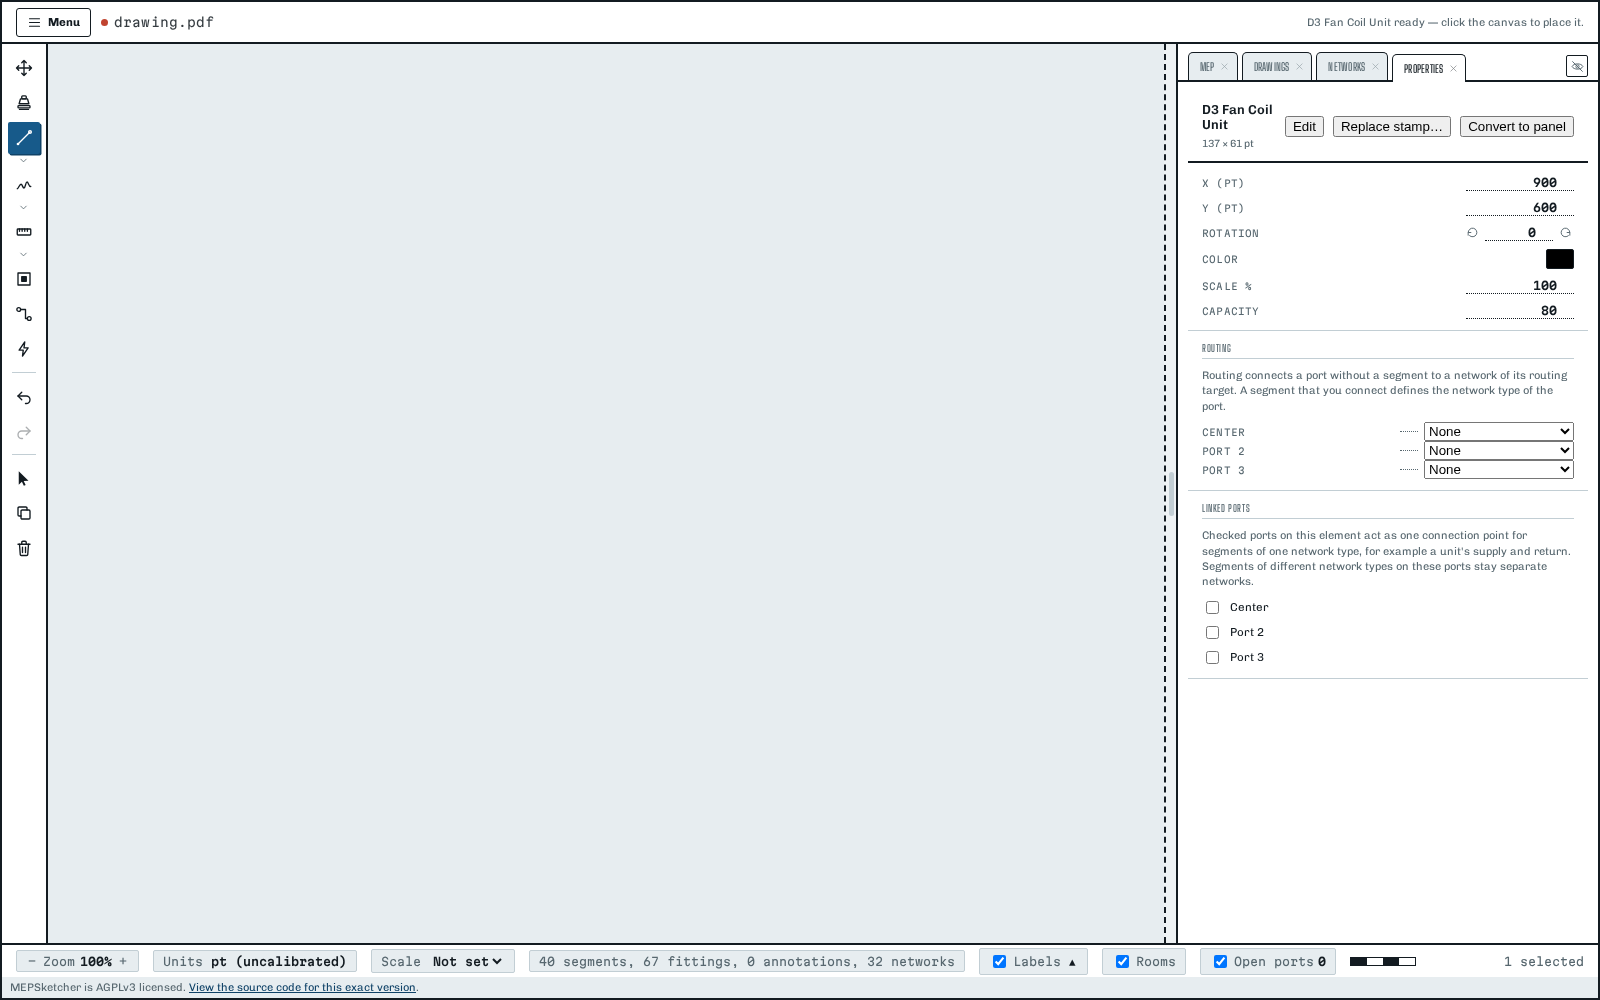 Menu
drawing.pdf
D3 Fan Coil Unit ready — click the canvas to place it.
MEP
DRAWINGS
NETWORKS
PROPERTIES
D3 Fan Coil
Unit
137 × 61 pt
Edit
Replace stamp…
Convert to panel
X (PT)
900
Y (PT)
600
ROTATION
0
COLOR
SCALE %
100
CAPACITY
80
ROUTING
Routing connects a port without a segment to a network of its routing
target. A segment that you connect defines the network type of the
port.
CENTER
None
PORT 2
None
PORT 3
None
LINKED PORTS
Checked ports on this element act as one connection point for
segments of one network type, for example a unit's supply and return.
Segments of different network types on these ports stay separate
networks.
Center
Port 2
Port 3
− Zoom 100% +
Units pt (uncalibrated)
Scale Not set
40 segments, 67 fittings, 0 annotations, 32 networks
Labels ▲
Rooms
Open ports 0
1 selected
MEPSketcher is AGPLv3 licensed. View the source code for this exact version.